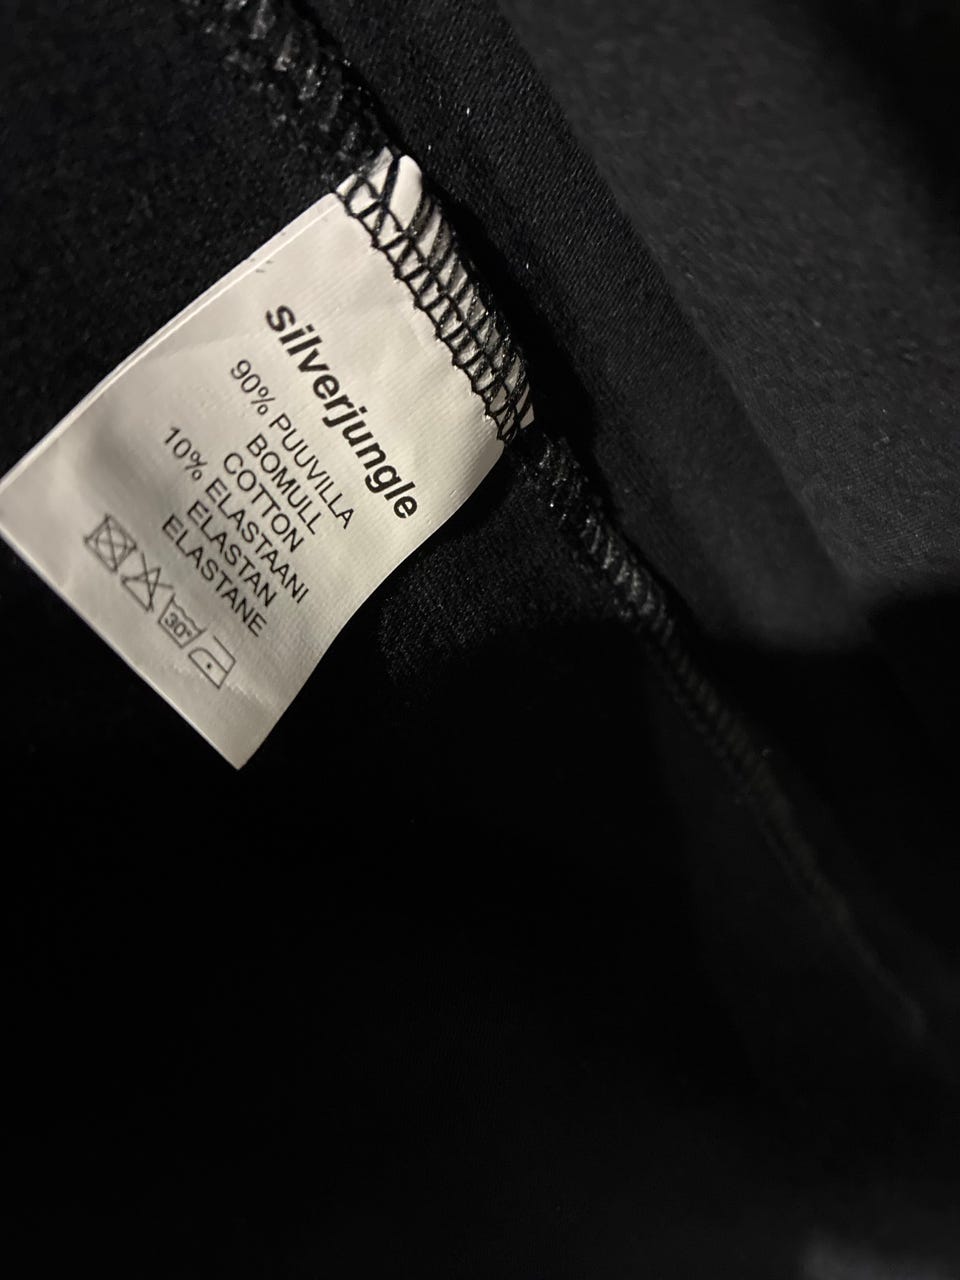 silverjungle
90% PUUVILLA
BOMULL
COTTON
10% ELASTAANI
ELASTAN
ELASTANE
30°